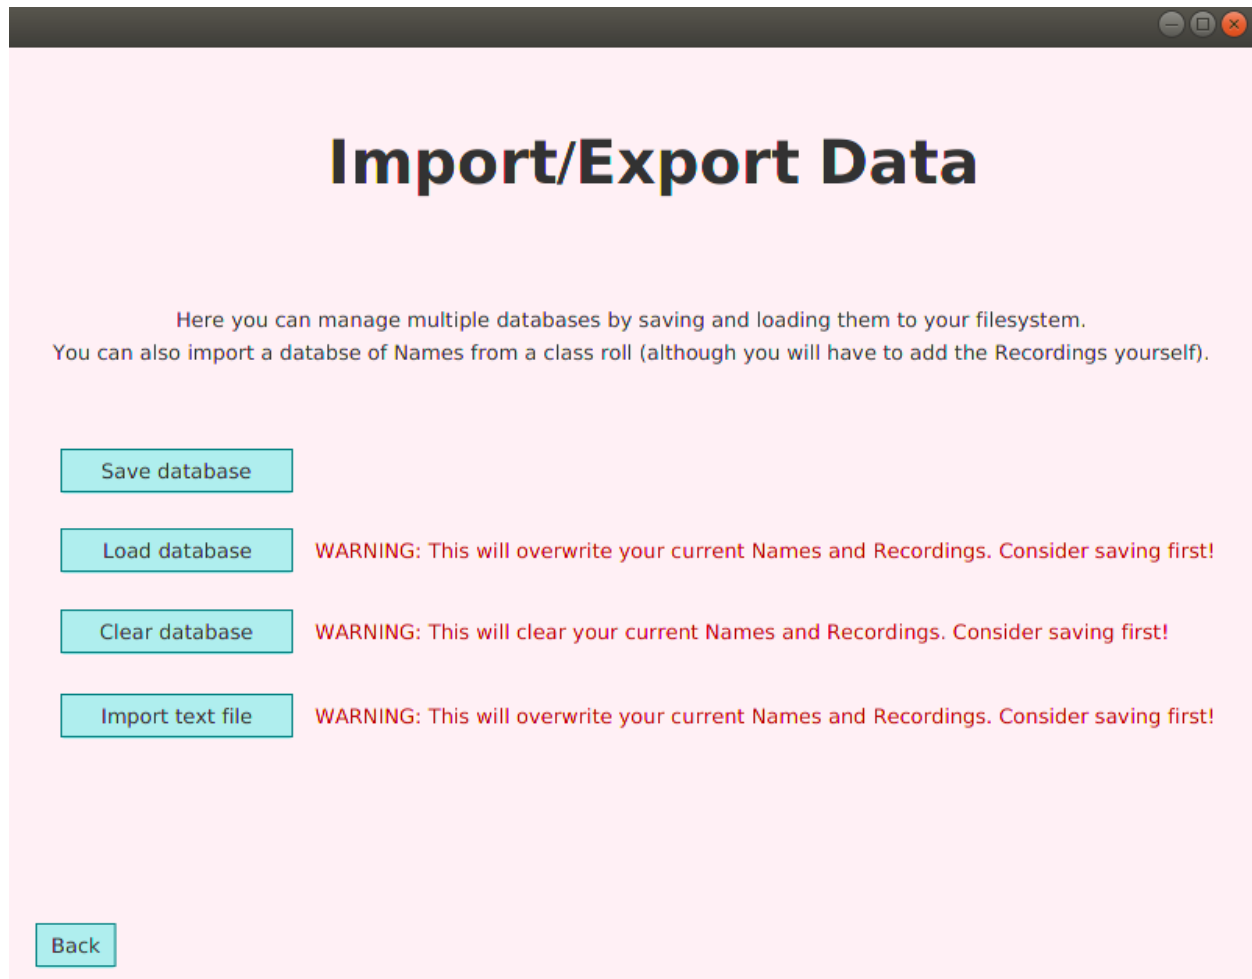 Import/Export Data
Here you can manage multiple databases by saving and loading them to your filesystem.
You can also import a databse of Names from a class roll (although you will have to add the Recordings yourself).
Save database
Load database WARNING: This will overwrite your current Names and Recordings. Consider saving first!
Clear database WARNING: This will clear your current Names and Recordings. Consider saving first!
Import text file WARNING: This will overwrite your current Names and Recordings. Consider saving first!
Back